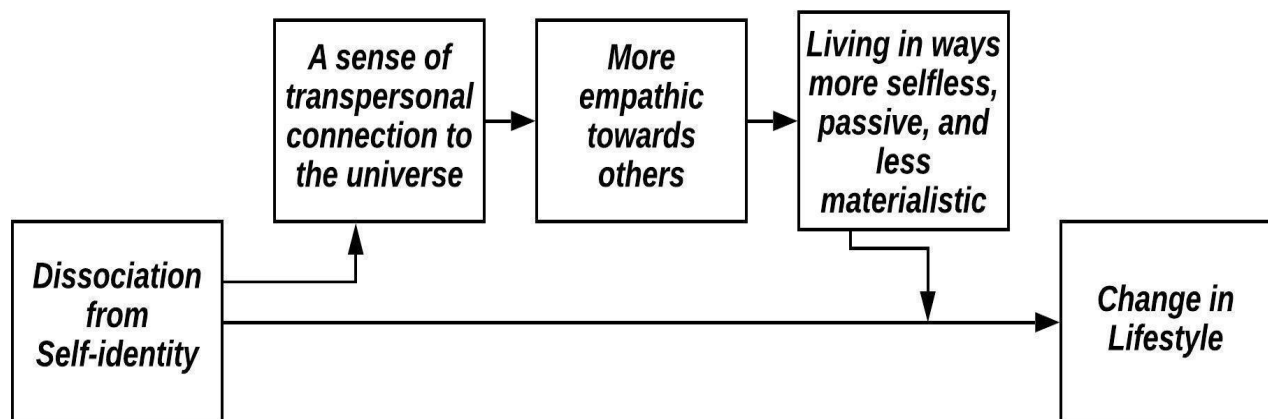 A sense of
transpersonal
connection to
the universe
More
empathic
towards
others
Living in ways
more selfless,
passive, and
less
materialistic
Dissociation
from
Self-identity
Change in
Lifestyle